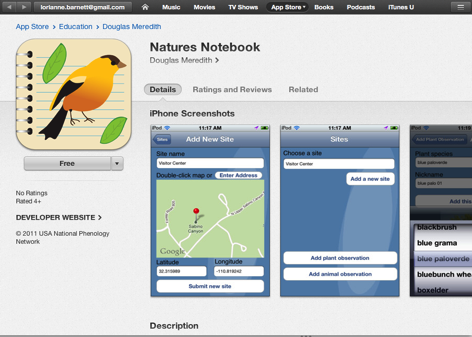 lorianne.barnett@gmail.com Music Movies TV Shows App Store Books Podcasts iTunes U
App Store > Education > Douglas Meredith
Natures Notebook
Douglas Meredith >
Details Ratings and Reviews Related
iPhone Screenshots
iPod 11:17 AM
Sites Add New Site
Site name
Visitor Center
Double-click map or Enter Address
Sabino
Canyon
Google
Latitude Longitude
32.315989 -110.819242
Submit new site
iPod 11:17 AM
Sites
Choose a site
Visitor Center
Add a new site
Add plant observation
Add animal observation
iPod 11:1
Add Plant Observation
Plant species
blue paloverde
Nickname
blue palo 01
Add this
blackbrush
blue grama
blue paloverde
bluebunch whea
boxelder
Free
No Ratings
Rated 4+
DEVELOPER WEBSITE >
© 2011 USA National Phenology
Network
Description